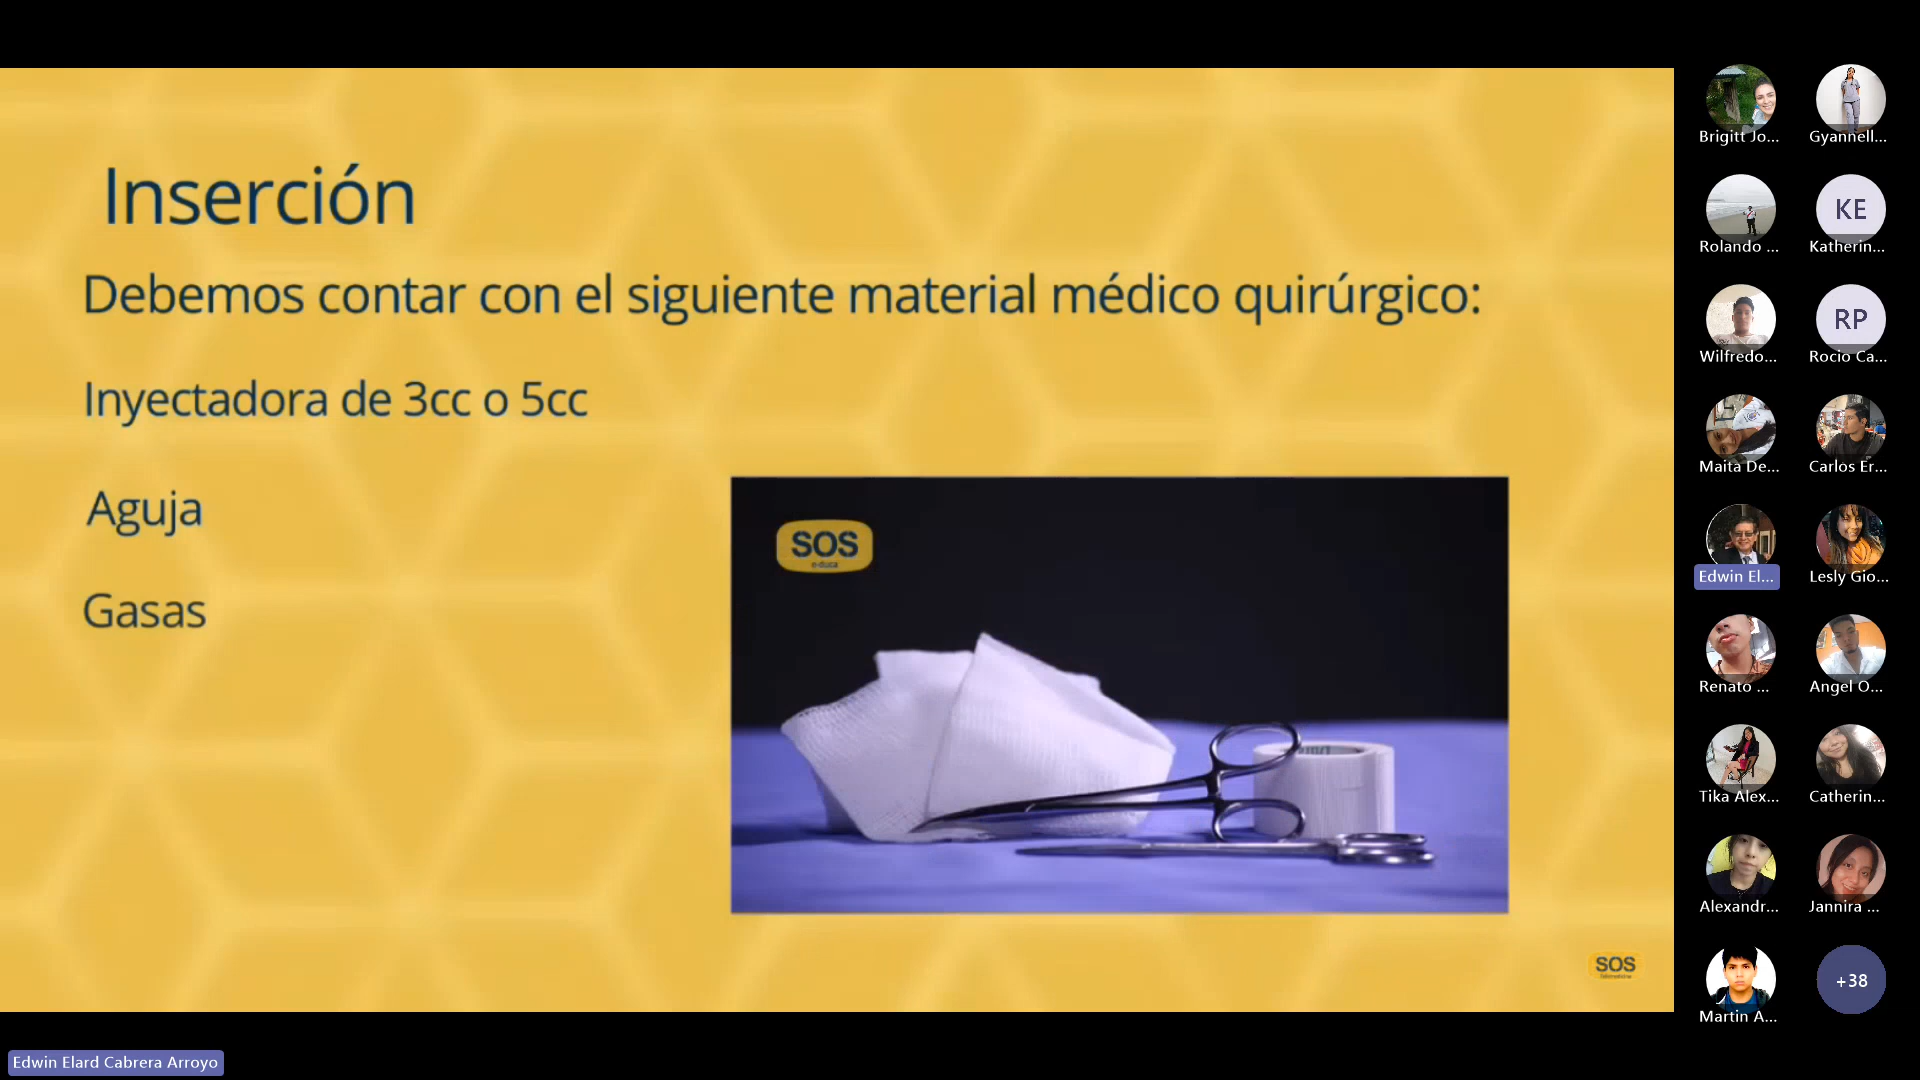 Inserción
Debemos contar con el siguiente material médico quirúrgico:
Inyectadora de 3cc o 5cc
Aguja
Gasas
SOS
e-duca
SOS
Brigitt Jo...
Gyannell...
Rolando ...
KE
Katherin...
Wilfredo...
RP
Rocio Ca...
Maita De...
Carlos Er...
Edwin El...
Lesly Gio...
Renato ...
Angel O...
Tika Alex...
Catherin...
Alexandr...
Jannira ...
Martin A...
+38
Edwin Elard Cabrera Arroyo